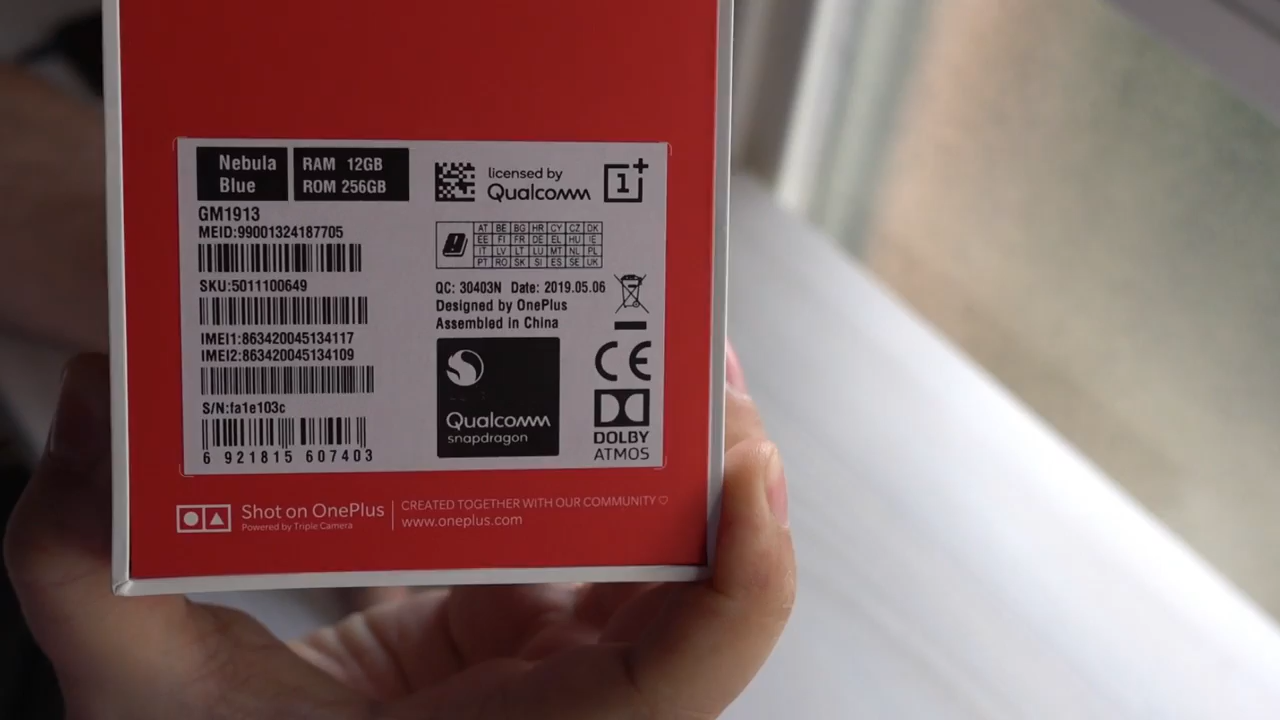 Nebula
Blue
RAM 12GB
ROM 256GB
GM1913
MEID:99001324187705
SKU:5011100649
IMEI1:863420045134117
IMEI2:863420045134109
S/N:fa1e103c
6 921815 607403
licensed by
Qualcomm
1+
AT BE BG HR CY CZ DK
EE FI FR DE EL HU IE
IT LV LT LU MT NL PL
PT RO SK SI ES SE UK
QC: 30403N Date: 2019.05.06
Designed by OnePlus
Assembled in China
Qualcomm
snapdragon
CE
DOLBY
ATMOS
Shot on OnePlus
Powered by Triple Camera
CREATED TOGETHER WITH OUR COMMUNITY ♡
www.oneplus.com